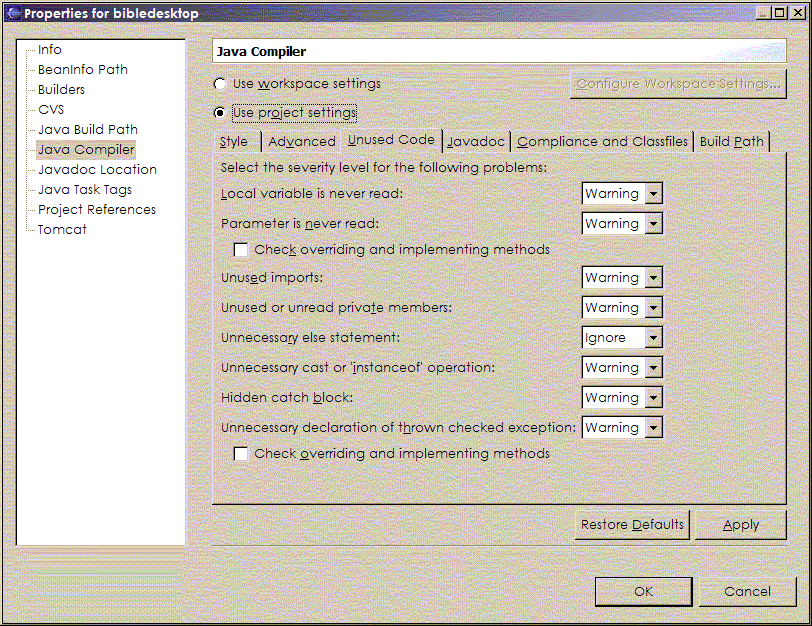 Properties for bibledesktop
Info
BeanInfo Path
Builders
CVS
Java Build Path
Java Compiler
Javadoc Location
Java Task Tags
Project References
Tomcat
Java Compiler
Use workspace settings
Configure Workspace Settings...
Use project settings
Style Advanced Unused Code Javadoc Compliance and Classfiles Build Path
Select the severity level for the following problems:
Local variable is never read: Warning
Parameter is never read: Warning
Check overriding and implementing methods
Unused imports: Warning
Unused or unread private members: Warning
Unnecessary else statement: Ignore
Unnecessary cast or 'instanceof' operation: Warning
Hidden catch block: Warning
Unnecessary declaration of thrown checked exception: Warning
Check overriding and implementing methods
Restore Defaults Apply
OK Cancel